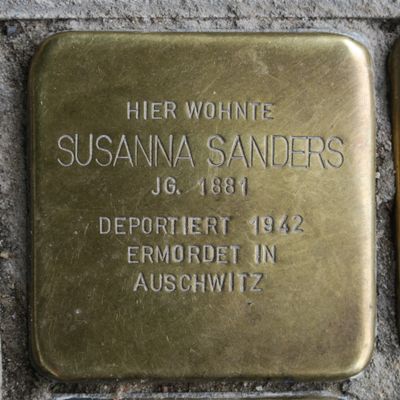 HIER WOHNTE
SUSANNA SANDERS
JG. 1881
DEPORTIERT 1942
ERMORDET IN
AUSCHWITZ